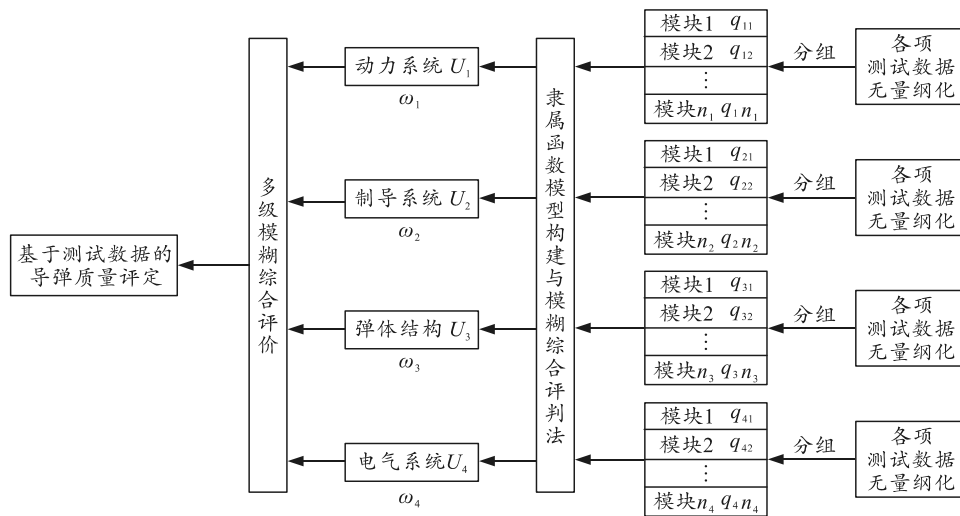 基于测试数据的
导弹质量评定
多级模糊综合评价
动力系统 U₁
ω₁
制导系统 U₂
ω₂
弹体结构 U₃
ω₃
电气系统U₄
ω₄
隶属函数模型构建与模糊综合评判法
模块1 q₁₁
模块2 q₁₂
⋮
模块n₁ q₁n₁
分组
各项
测试数据
无量纲化
模块1 q₂₁
模块2 q₂₂
⋮
模块n₂ q₂n₂
分组
各项
测试数据
无量纲化
模块1 q₃₁
模块2 q₃₂
⋮
模块n₃ q₃n₃
分组
各项
测试数据
无量纲化
模块1 q₄₁
模块2 q₄₂
⋮
模块n₄ q₄n₄
分组
各项
测试数据
无量纲化